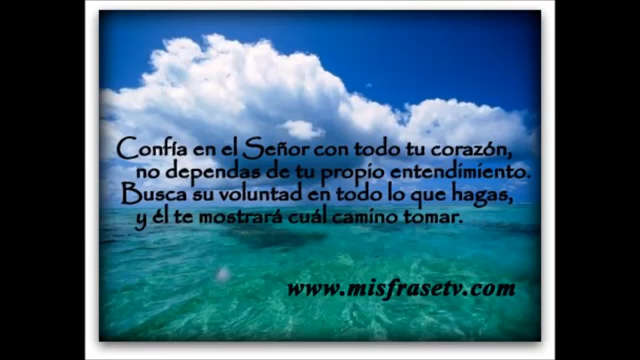 Confía en el Señor con todo tu corazón,
no dependas de tu propio entendimiento.
Busca su voluntad en todo lo que hagas,
y él te mostrará cuál camino tomar.
www.misfrasetv.com